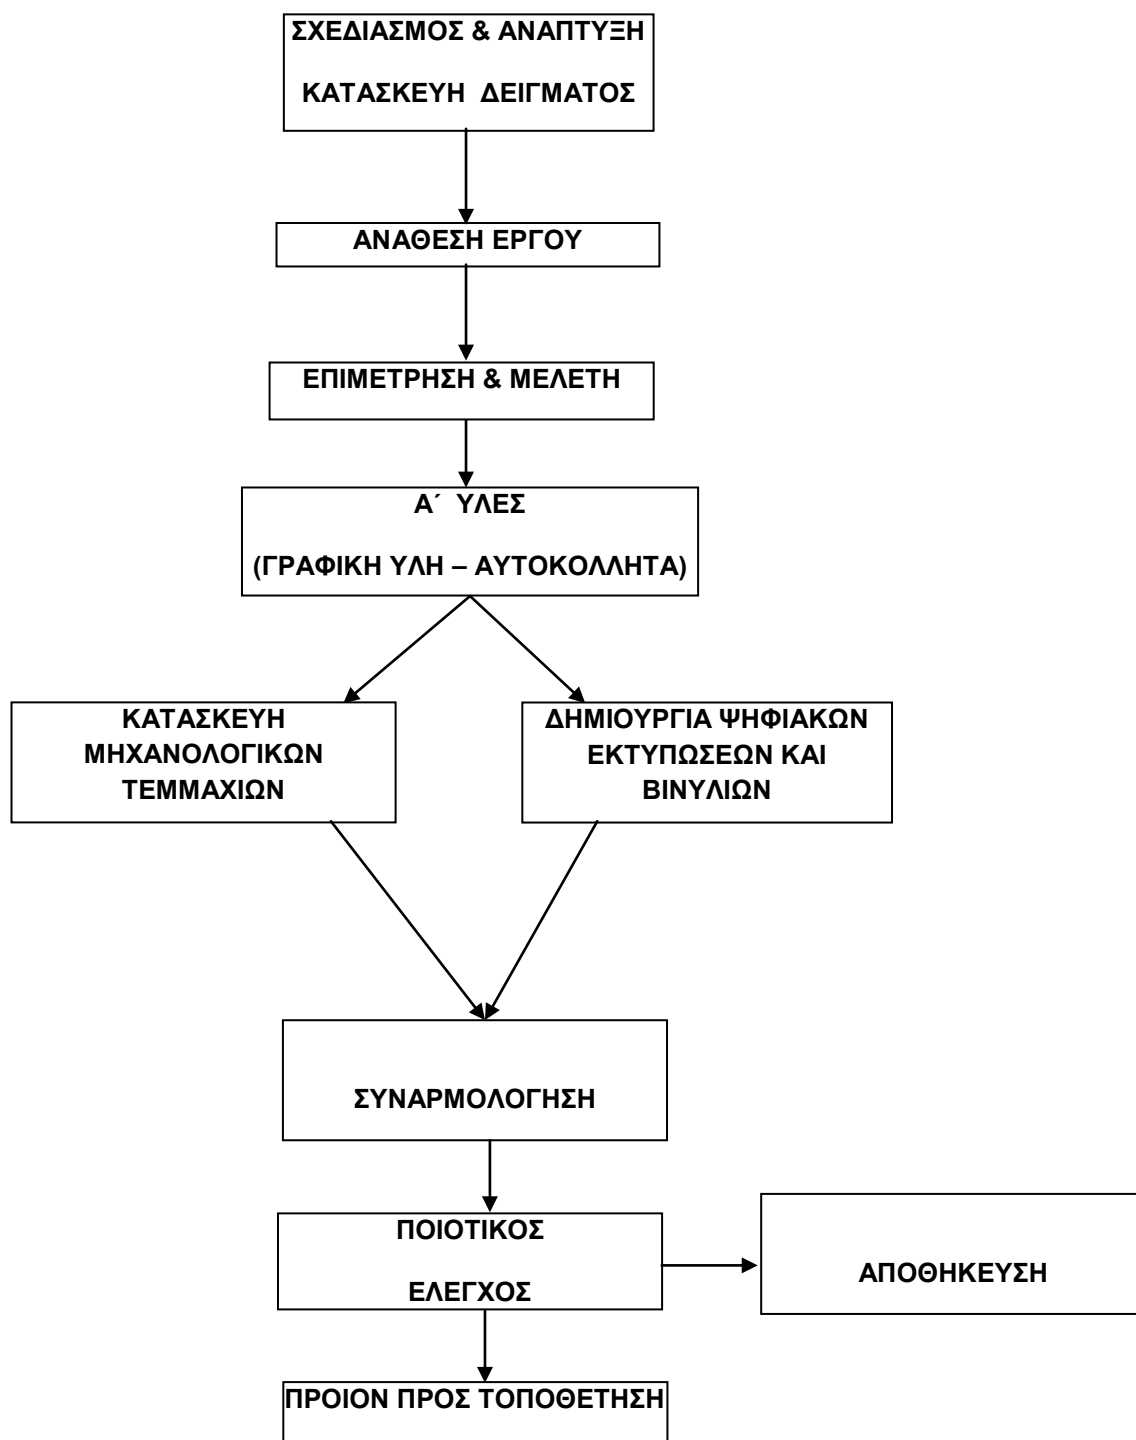 ΣΧΕΔΙΑΣΜΟΣ & ΑΝΑΠΤΥΞΗ
ΚΑΤΑΣΚΕΥΗ ΔΕΙΓΜΑΤΟΣ
ΑΝΑΘΕΣΗ ΕΡΓΟΥ
ΕΠΙΜΕΤΡΗΣΗ & ΜΕΛΕΤΗ
Α΄ ΥΛΕΣ
(ΓΡΑΦΙΚΗ ΥΛΗ – ΑΥΤΟΚΟΛΛΗΤΑ)
ΚΑΤΑΣΚΕΥΗ
ΜΗΧΑΝΟΛΟΓΙΚΩΝ
ΤΕΜΜΑΧΙΩΝ
ΔΗΜΙΟΥΡΓΙΑ ΨΗΦΙΑΚΩΝ
ΕΚΤΥΠΩΣΕΩΝ ΚΑΙ
ΒΙΝΥΛΙΩΝ
ΣΥΝΑΡΜΟΛΟΓΗΣΗ
ΠΟΙΟΤΙΚΟΣ
ΕΛΕΓΧΟΣ
ΑΠΟΘΗΚΕΥΣΗ
ΠΡΟΙΟΝ ΠΡΟΣ ΤΟΠΟΘΕΤΗΣΗ